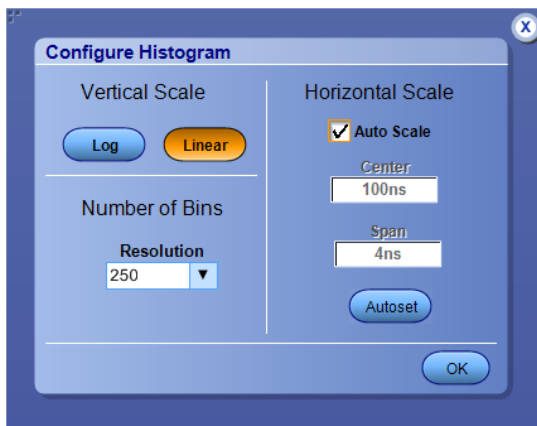 X
Configure Histogram
Vertical Scale
Log
Linear
Number of Bins
Resolution
250
Horizontal Scale
Auto Scale
Center
100ns
Span
4ns
Autoset
OK